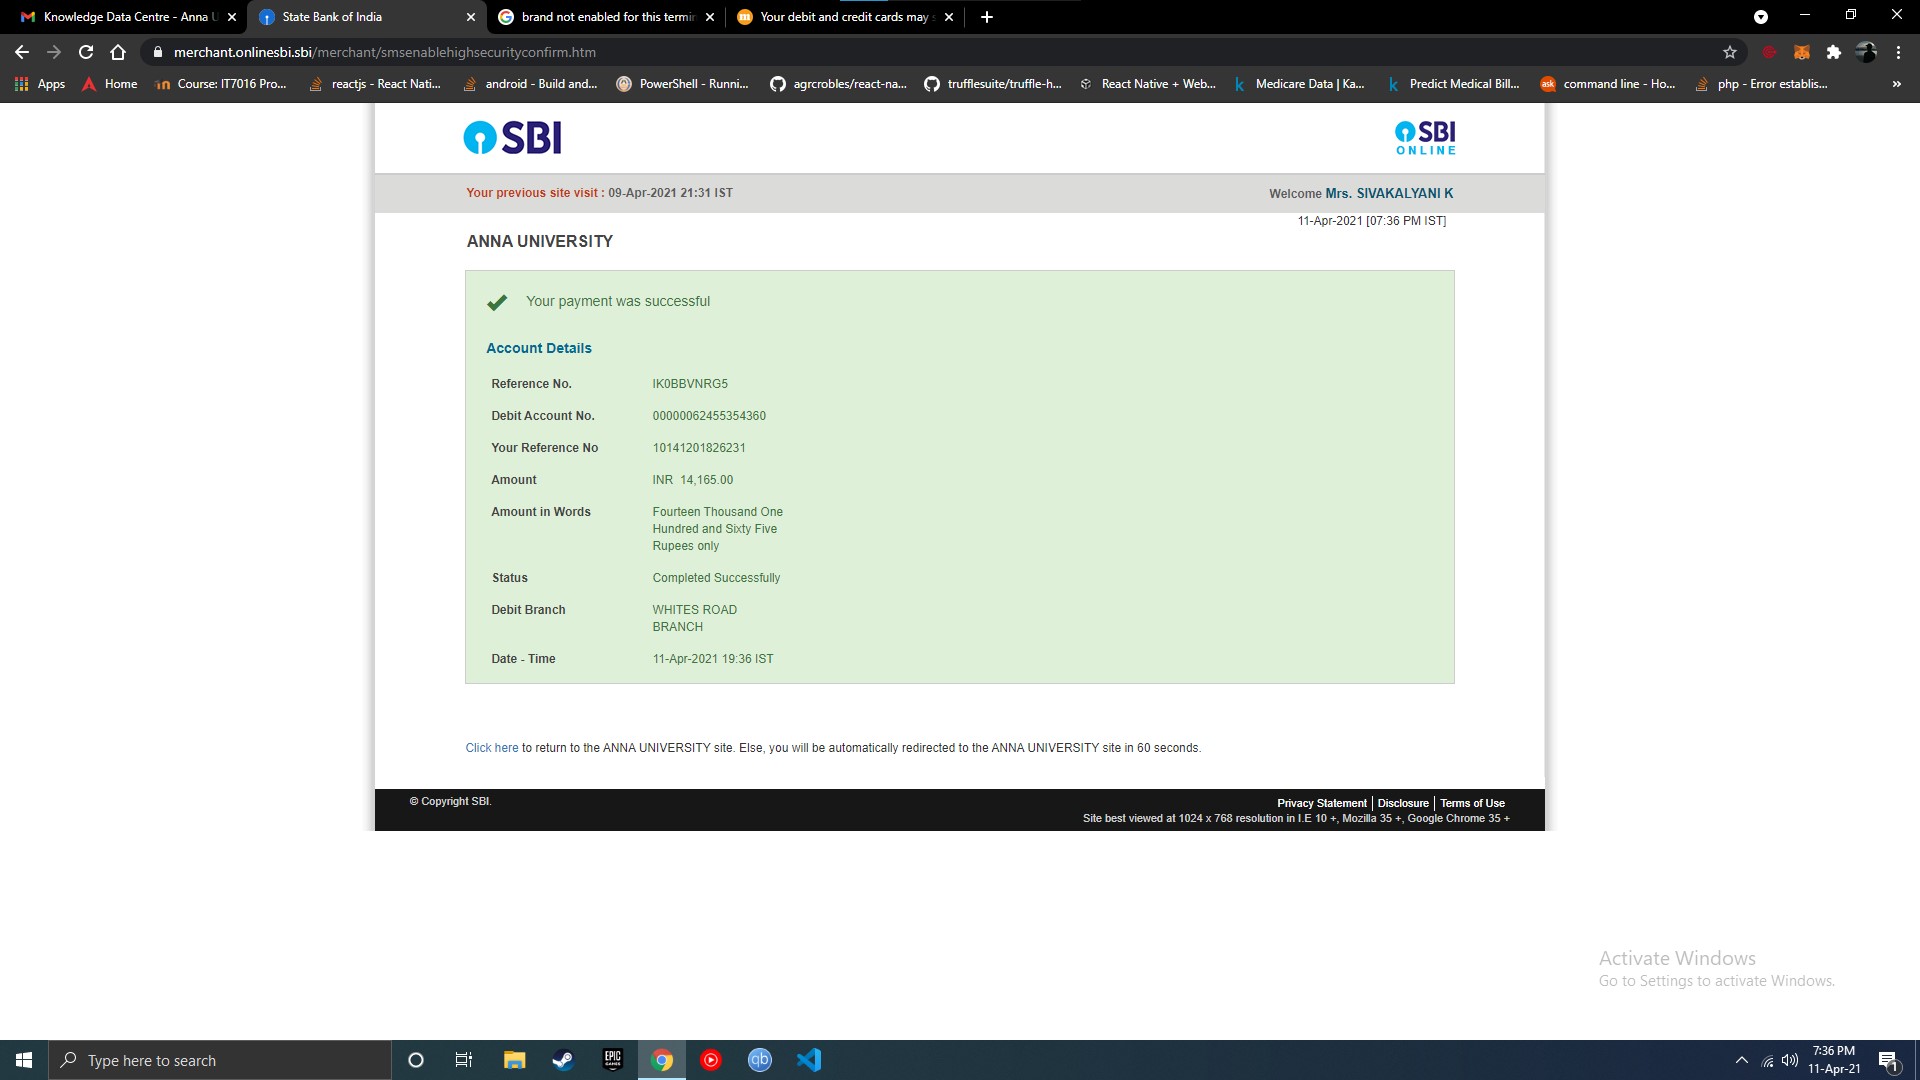 Knowledge Data Centre - Anna U
State Bank of India
brand not enabled for this termin
Your debit and credit cards may s
merchant.onlinesbi.sbi/merchant/smsenablehighsecurityconfirm.htm
Apps
Home
Course: IT7016 Pro...
reactjs - React Nati...
android - Build and...
PowerShell - Runni...
agrcrobles/react-na...
trufflesuite/truffle-h...
React Native + Web...
Medicare Data | Ka...
Predict Medical Bill...
command line - Ho...
php - Error establis...
SBI
SBI
ONLINE
Your previous site visit : 09-Apr-2021 21:31 IST
Welcome Mrs. SIVAKALYANI K
11-Apr-2021 [07:36 PM IST]
ANNA UNIVERSITY
Your payment was successful
Account Details
Reference No. IK0BBVNRG5
Debit Account No. 00000062455354360
Your Reference No 10141201826231
Amount INR 14,165.00
Amount in Words Fourteen Thousand One
Hundred and Sixty Five
Rupees only
Status Completed Successfully
Debit Branch WHITES ROAD
BRANCH
Date - Time 11-Apr-2021 19:36 IST
Click here to return to the ANNA UNIVERSITY site. Else, you will be automatically redirected to the ANNA UNIVERSITY site in 60 seconds.
© Copyright SBI.
Privacy Statement | Disclosure | Terms of Use
Site best viewed at 1024 x 768 resolution in I.E 10 +, Mozilla 35 +, Google Chrome 35 +
Activate Windows
Go to Settings to activate Windows.
Type here to search
EPIC
GAMES
qb
7:36 PM
11-Apr-21
1